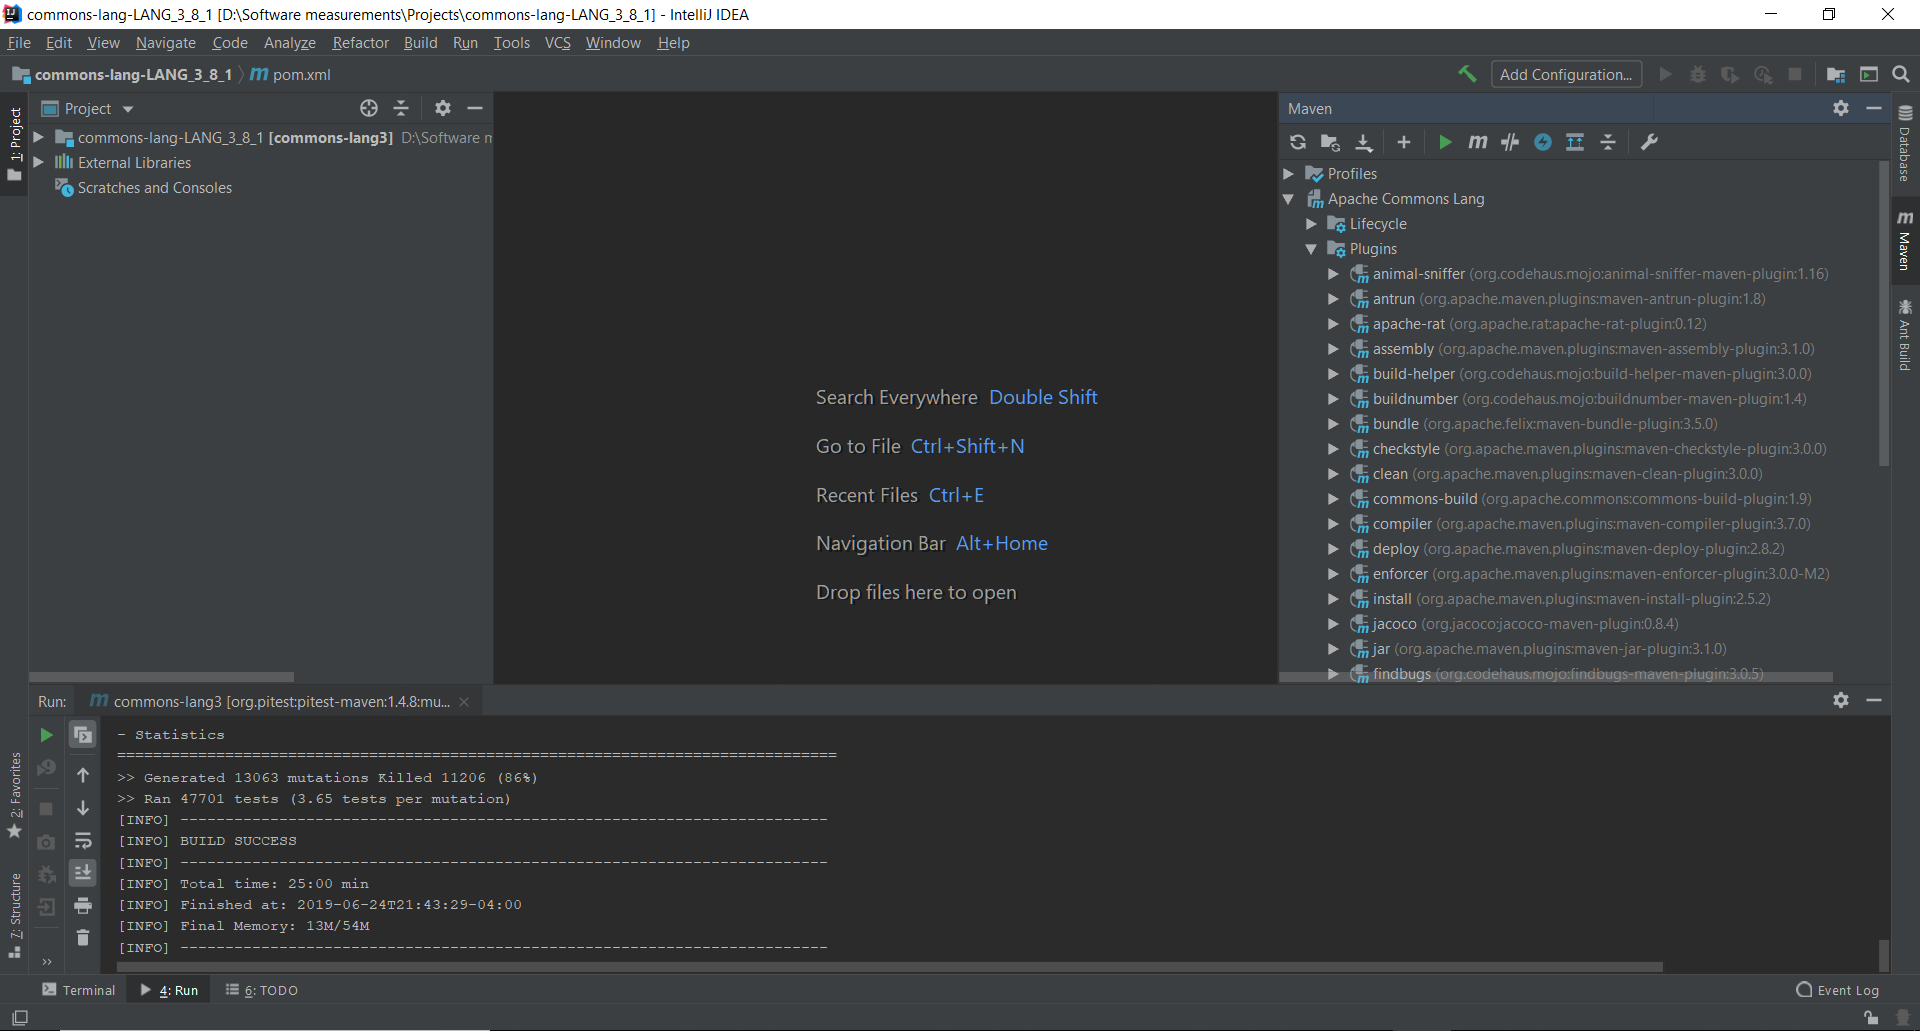 commons-lang-LANG_3_8_1 [D:\Software measurements\Projects\commons-lang-LANG_3_8_1] - IntelliJ IDEA
File Edit View Navigate Code Analyze Refactor Build Run Tools VCS Window Help
commons-lang-LANG_3_8_1 pom.xml
Add Configuration...
1: Project
Project
commons-lang-LANG_3_8_1 [commons-lang3] D:\Software m
External Libraries
Scratches and Consoles
Search Everywhere Double Shift
Go to File Ctrl+Shift+N
Recent Files Ctrl+E
Navigation Bar Alt+Home
Drop files here to open
Maven
Profiles
Apache Commons Lang
Lifecycle
Plugins
animal-sniffer (org.codehaus.mojo:animal-sniffer-maven-plugin:1.16)
antrun (org.apache.maven.plugins:maven-antrun-plugin:1.8)
apache-rat (org.apache.rat:apache-rat-plugin:0.12)
assembly (org.apache.maven.plugins:maven-assembly-plugin:3.1.0)
build-helper (org.codehaus.mojo:build-helper-maven-plugin:3.0.0)
buildnumber (org.codehaus.mojo:buildnumber-maven-plugin:1.4)
bundle (org.apache.felix:maven-bundle-plugin:3.5.0)
checkstyle (org.apache.maven.plugins:maven-checkstyle-plugin:3.0.0)
clean (org.apache.maven.plugins:maven-clean-plugin:3.0.0)
commons-build (org.apache.commons:commons-build-plugin:1.9)
compiler (org.apache.maven.plugins:maven-compiler-plugin:3.7.0)
deploy (org.apache.maven.plugins:maven-deploy-plugin:2.8.2)
enforcer (org.apache.maven.plugins:maven-enforcer-plugin:3.0.0-M2)
install (org.apache.maven.plugins:maven-install-plugin:2.5.2)
jacoco (org.jacoco:jacoco-maven-plugin:0.8.4)
jar (org.apache.maven.plugins:maven-jar-plugin:3.1.0)
findbugs (org.codehaus.mojo:findbugs-maven-plugin:3.0.5)
Database
Maven
Ant Build
Run: commons-lang3 [org.pitest:pitest-maven:1.4.8:mu...
- Statistics
================================================================================
>> Generated 13063 mutations Killed 11206 (86%)
>> Ran 47701 tests (3.65 tests per mutation)
[INFO] ------------------------------------------------------------------------
[INFO] BUILD SUCCESS
[INFO] ------------------------------------------------------------------------
[INFO] Total time: 25:00 min
[INFO] Finished at: 2019-06-24T21:43:29-04:00
[INFO] Final Memory: 13M/54M
[INFO] ------------------------------------------------------------------------
2: Favorites
7: Structure
Terminal 4: Run 6: TODO Event Log